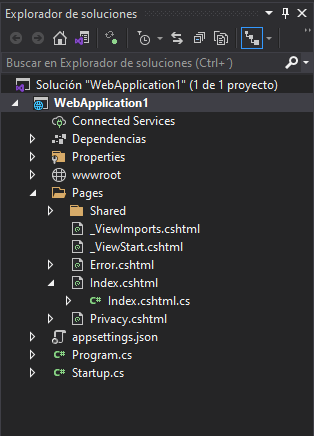 Explorador de soluciones
Buscar en Explorador de soluciones (Ctrl+´)
Solución "WebApplication1" (1 de 1 proyecto)
WebApplication1
Connected Services
Dependencias
Properties
wwwroot
Pages
Shared
_ViewImports.cshtml
_ViewStart.cshtml
Error.cshtml
Index.cshtml
C# Index.cshtml.cs
Privacy.cshtml
appsettings.json
C# Program.cs
C# Startup.cs